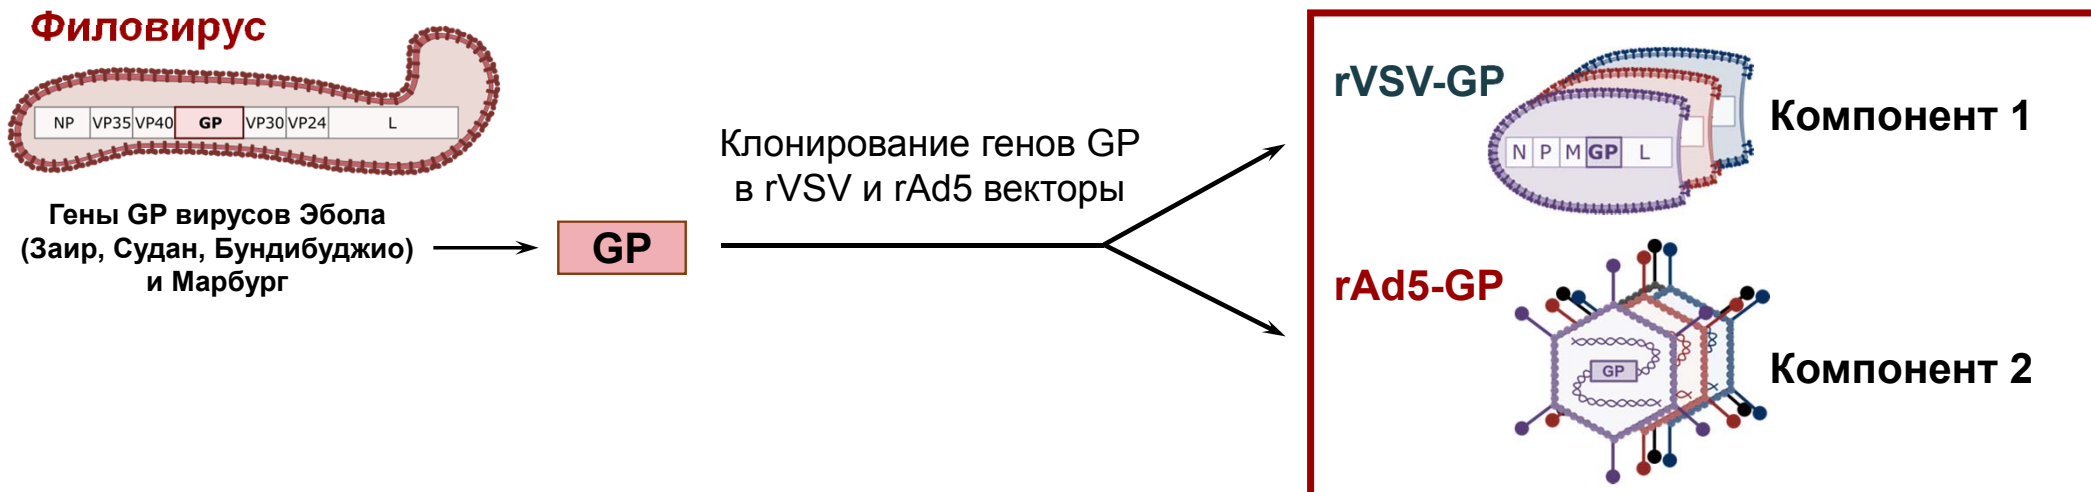 Филовирус
NP VP35 VP40 GP VP30 VP24 L
Гены GP вирусов Эбола
(Заир, Судан, Бундибуджио)
и Марбург
GP
Клонирование генов GP
в rVSV и rAd5 векторы
rVSV-GP
N P M GP L
Компонент 1
rAd5-GP
GP
Компонент 2